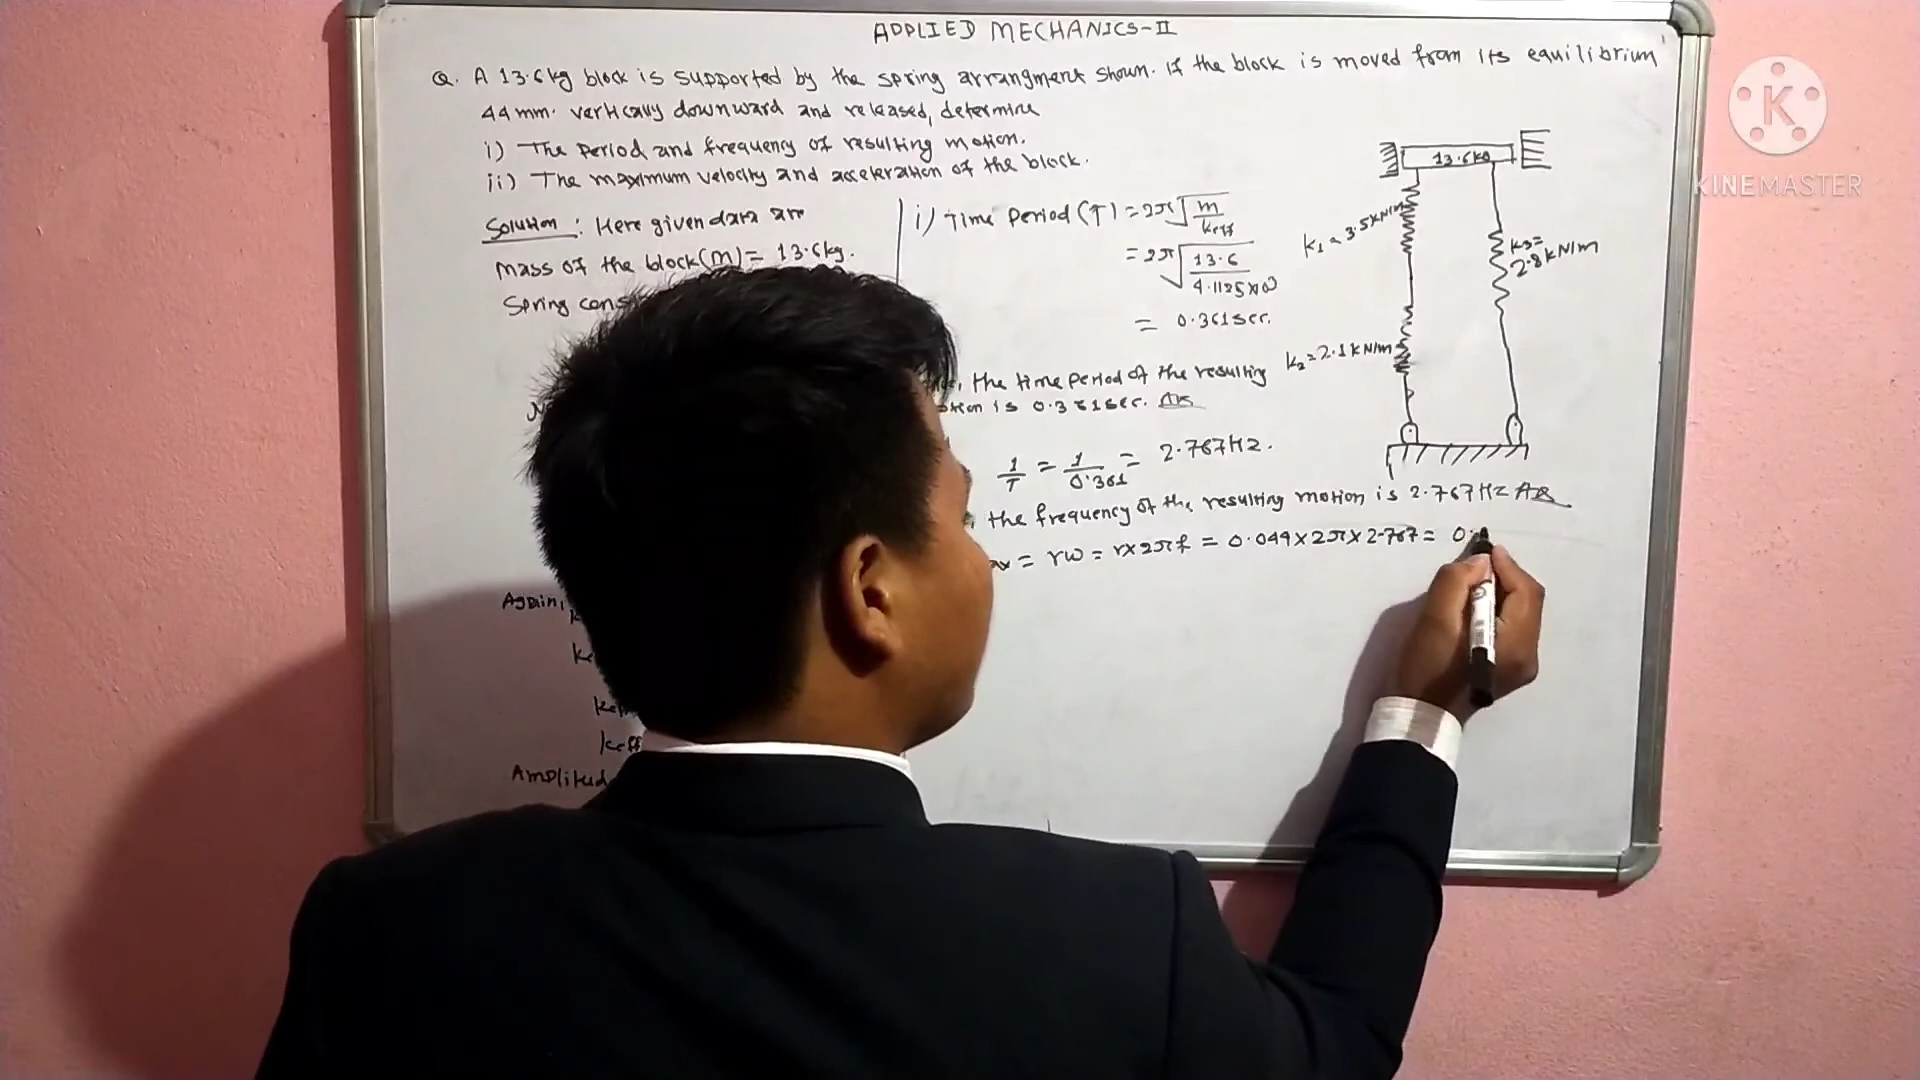 APPLIED MECHANICS-II
Q. A 13.6kg block is supported by the spring arrangment shown. If the block is moved from its equilibrium
44mm. vertically downward and released, determine
i) The Period and frequency of resulting motion.
ii) The maximum velocity and acceleration of the block.
Solution: Here given data are
Mass of the block(m)= 13.6kg.
Spring cons
Again,
keff
Amplitud
i) Time Period (T) = 2π√m/keff
= 2π√13.6/4.1125×10³
= 0.361sec.
, the time period of the resulting
motion is 0.361sec. Ans
1/T = 1/0.361 = 2.767HZ.
, the frequency of the resulting motion is 2.767HZ Ans
ax = rω = r×2πf = 0.044×2π×2.767 = 0.
13.6kg
k₁=3.5kN/m
k₃=
2.8kN/m
k₂=2.1kN/m
K
KINEMASTER